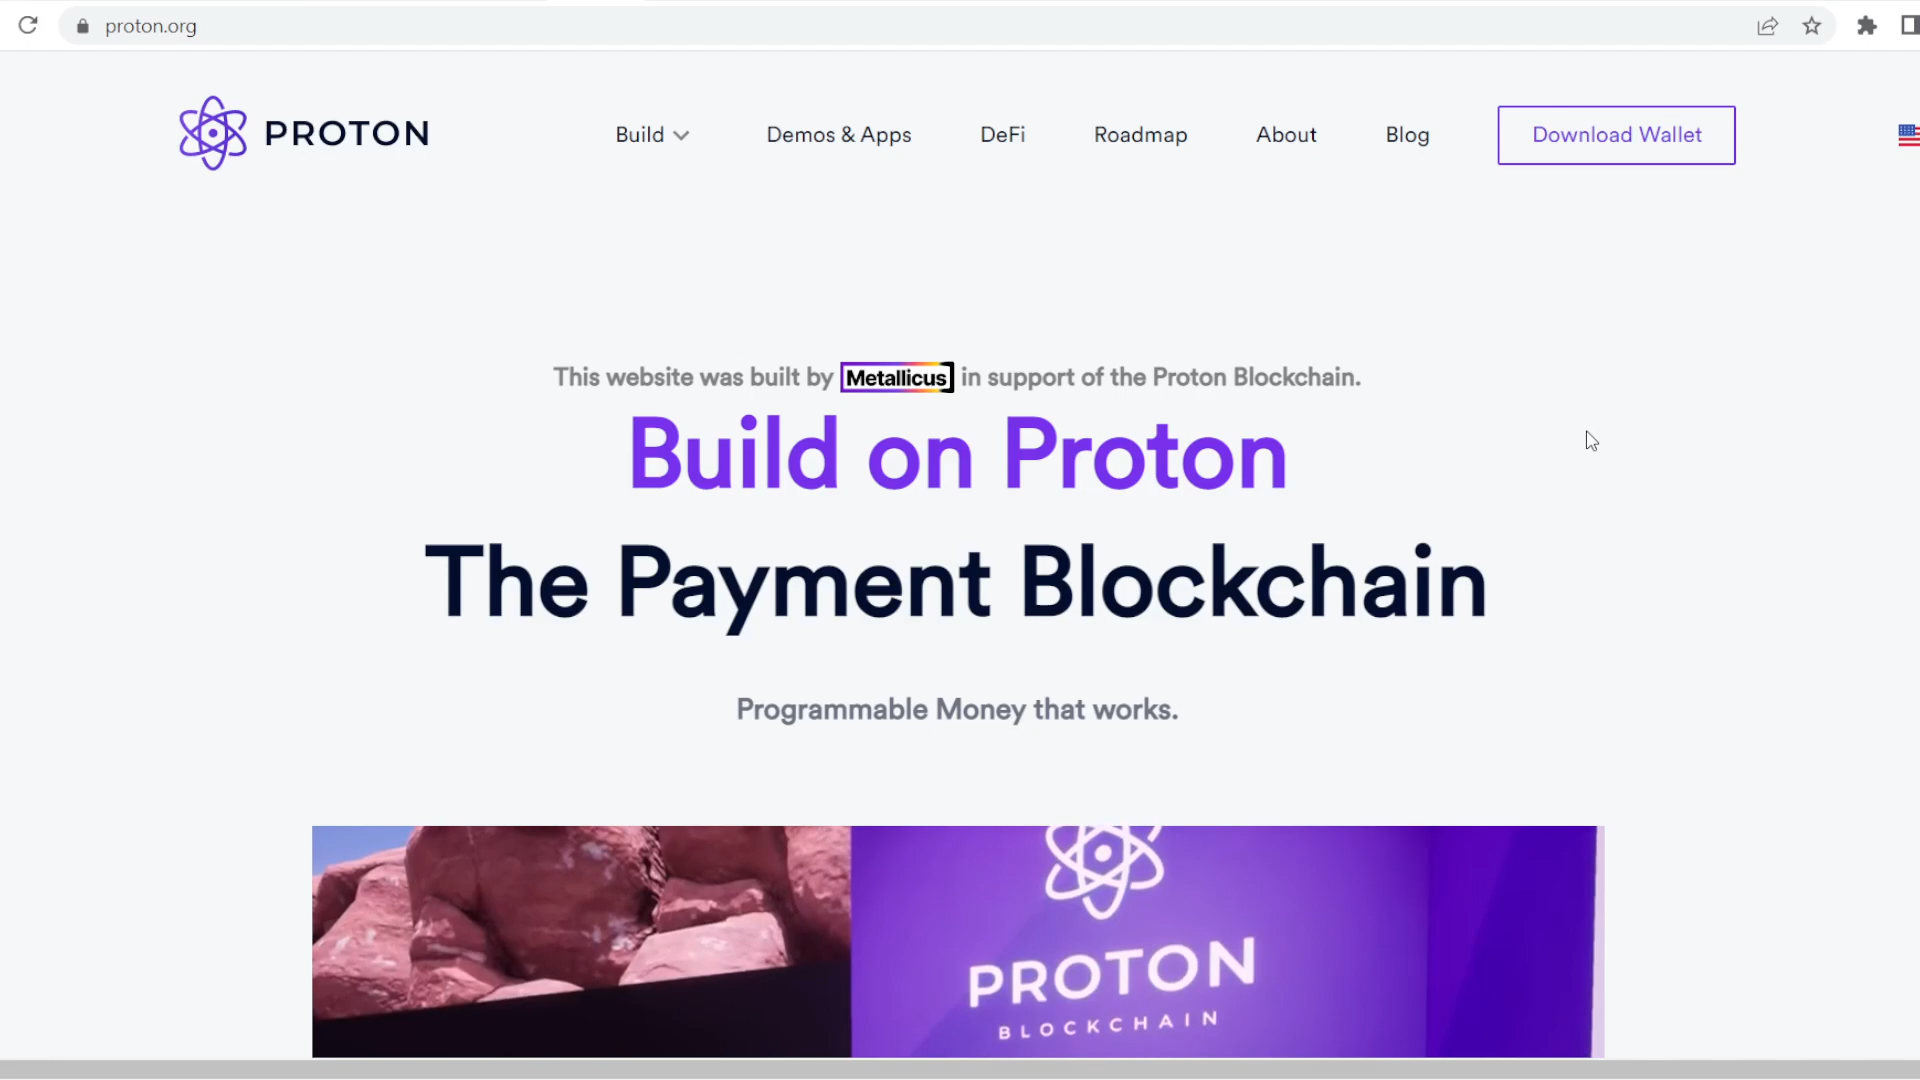 proton.org
PROTON
Build
Demos & Apps
DeFi
Roadmap
About
Blog
Download Wallet
This website was built by Metallicus in support of the Proton Blockchain.
Build on Proton
The Payment Blockchain
Programmable Money that works.
PROTON
BLOCKCHAIN